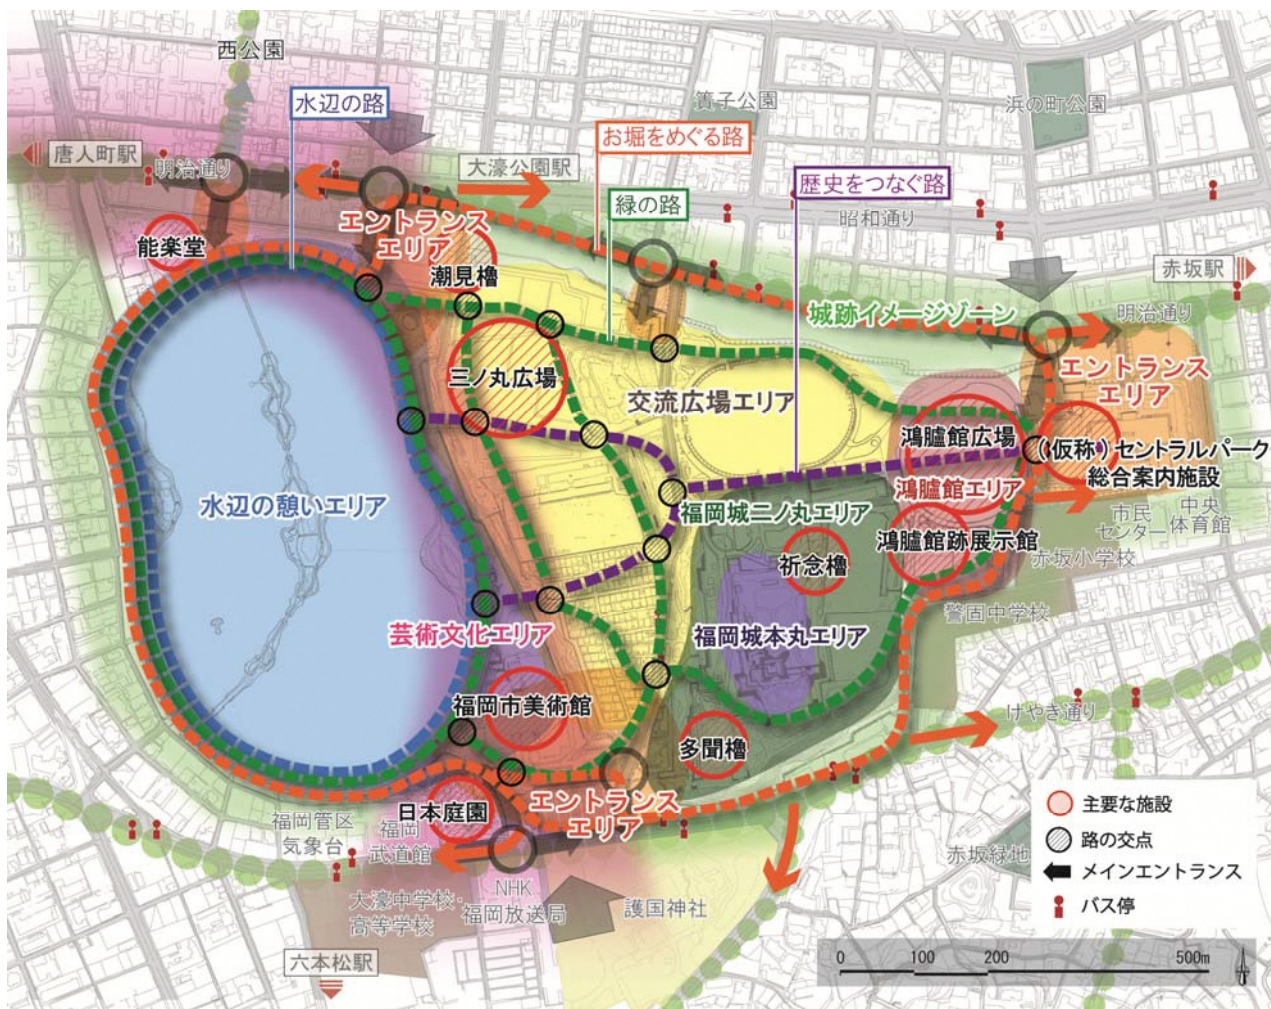 西公園
水辺の路
簀子公園
浜の町公園
唐人町駅
明治通り
大濠公園駅
お堀をめぐる路
歴史をつなぐ路
緑の路
昭和通り
能楽堂
エントランス
エリア
潮見櫓
赤坂駅
城跡イメージゾーン
明治通り
エントランス
エリア
三ノ丸広場
交流広場エリア
鴻臚館広場
(仮称)セントラルパーク
総合案内施設
水辺の憩いエリア
鴻臚館エリア
福岡城二ノ丸エリア
市民
センター
中央
体育館
祈念櫓
鴻臚館跡展示館
赤坂小学校
警固中学校
芸術文化エリア
福岡城本丸エリア
福岡市美術館
多聞櫓
けやき通り
日本庭園
エントランス
エリア
福岡管区
気象台
福岡
武道館
赤坂緑地
大濠中学校・
高等学校
NHK
福岡放送局
護国神社
六本松駅
主要な施設
路の交点
メインエントランス
バス停
0 100 200 500m